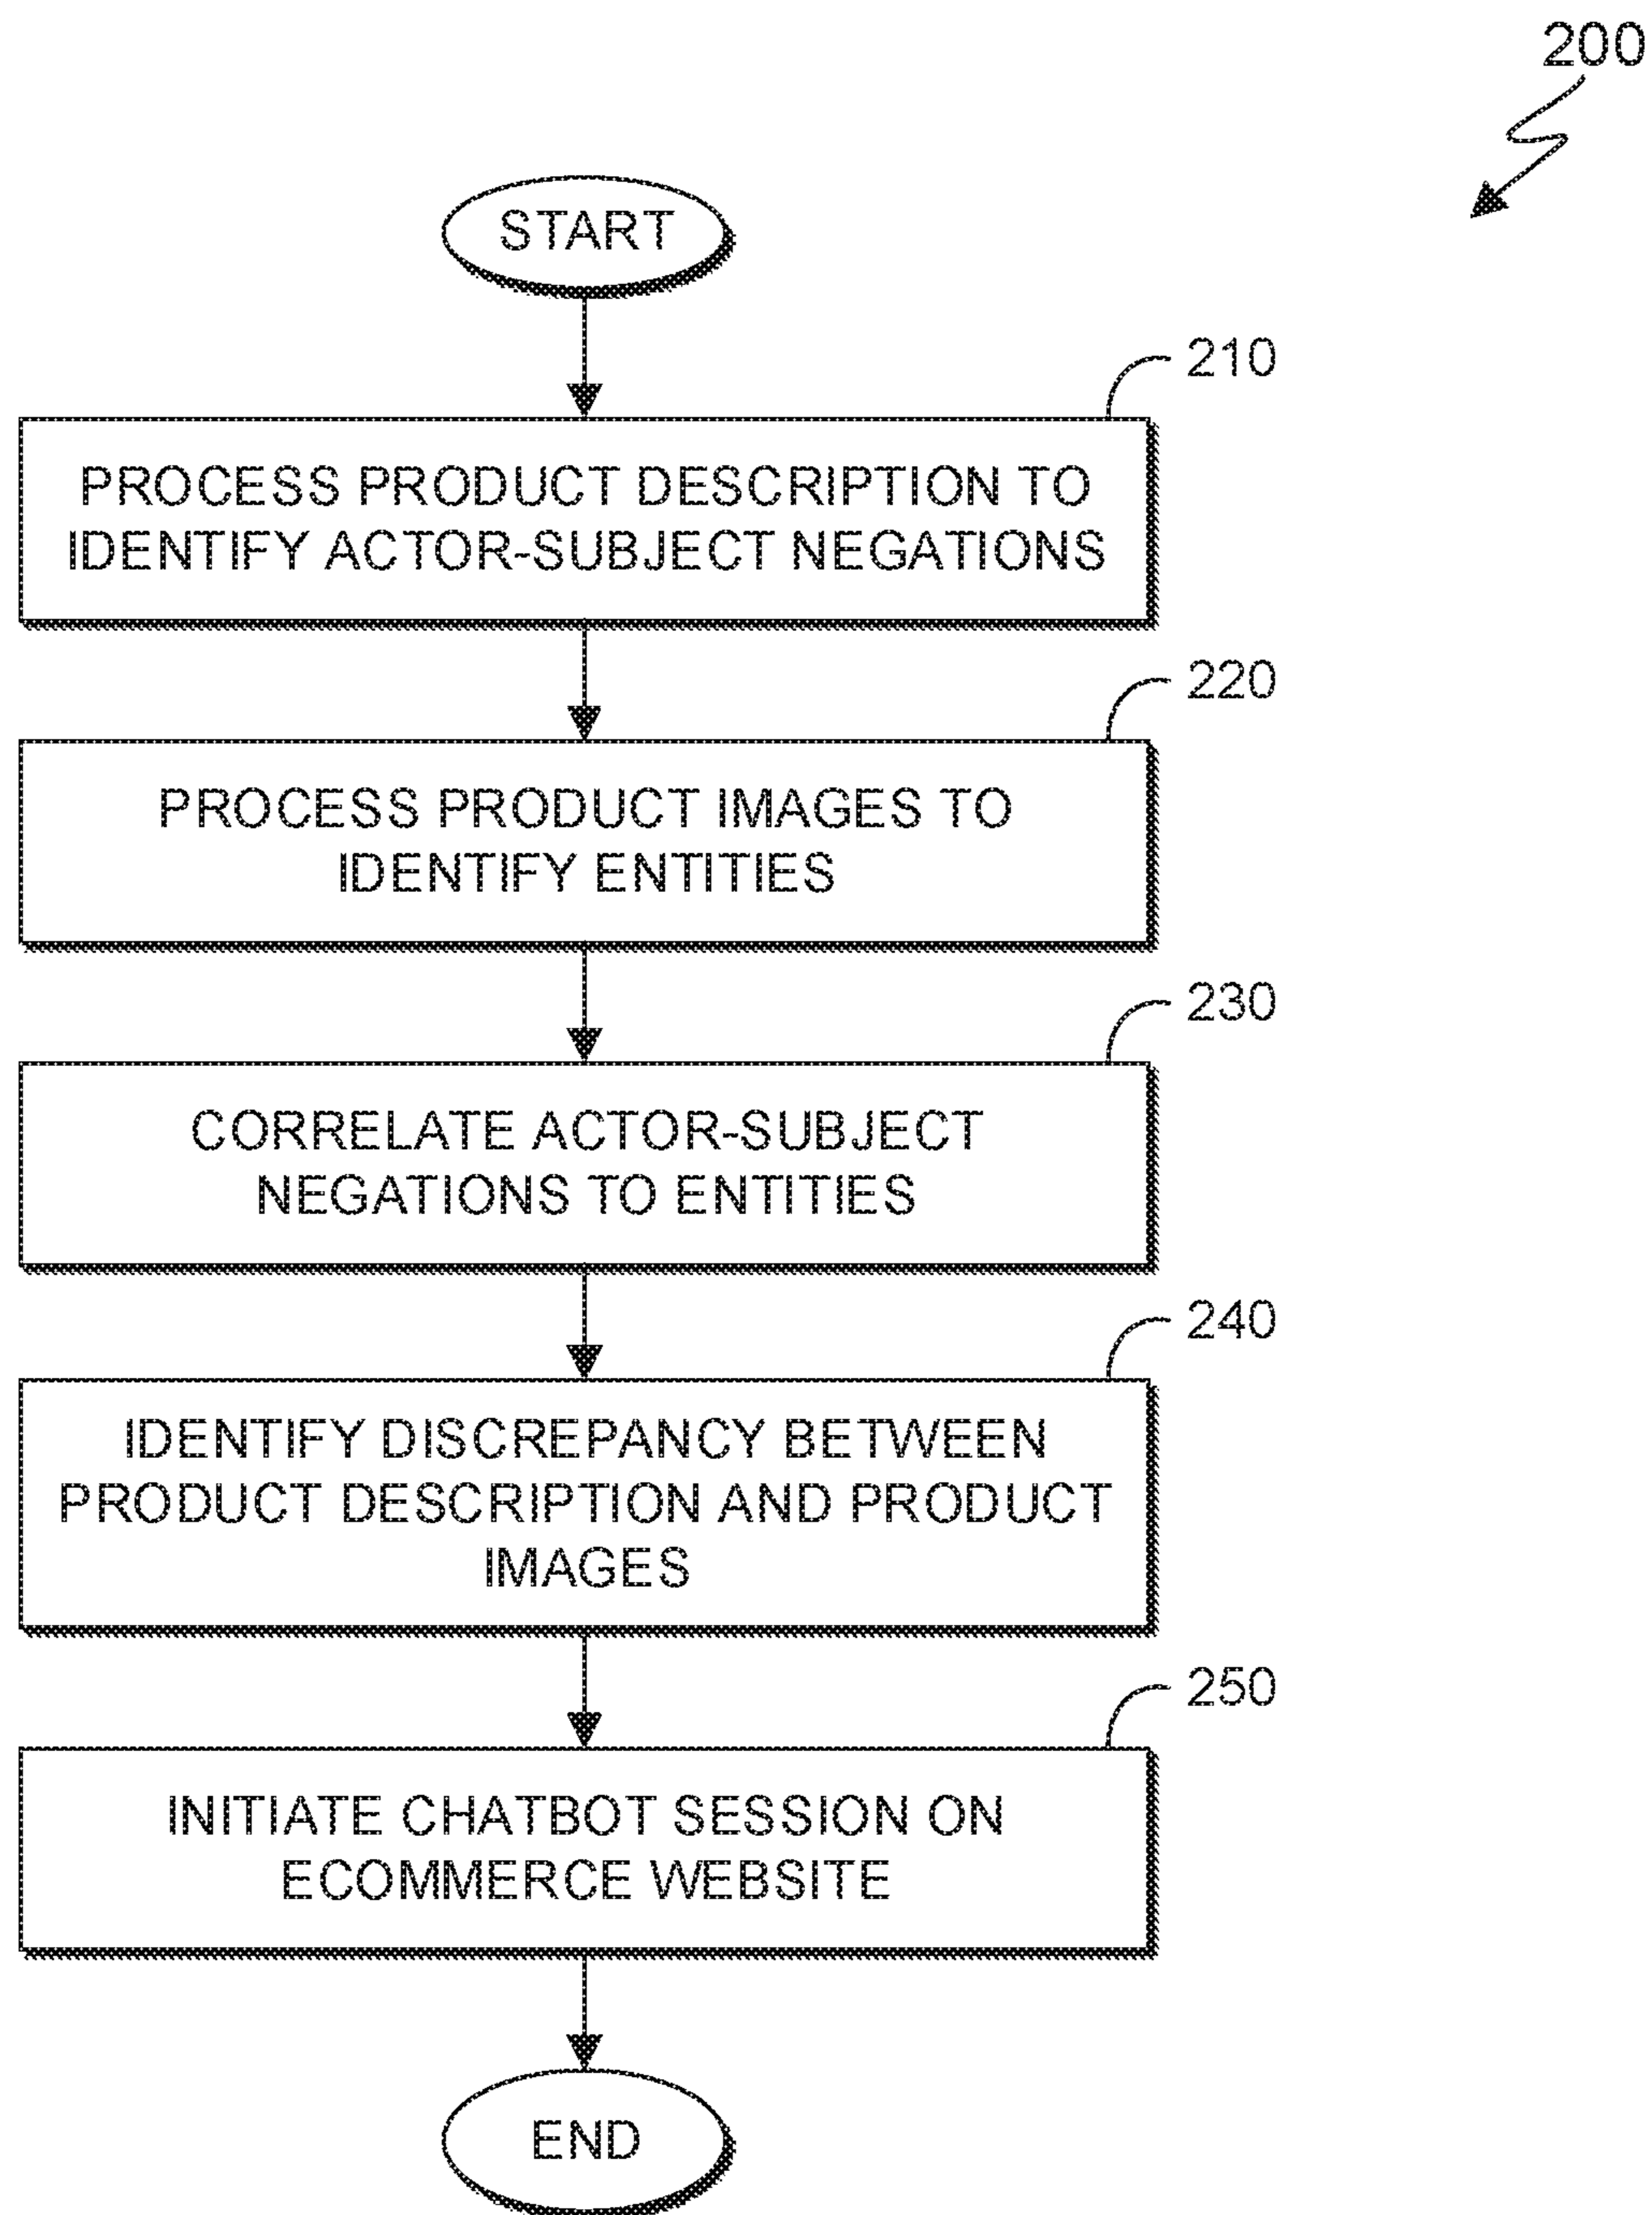 200
START
210
PROCESS PRODUCT DESCRIPTION TO
IDENTIFY ACTOR-SUBJECT NEGATIONS
220
PROCESS PRODUCT IMAGES TO
IDENTIFY ENTITIES
230
CORRELATE ACTOR-SUBJECT
NEGATIONS TO ENTITIES
240
IDENTIFY DISCREPANCY BETWEEN
PRODUCT DESCRIPTION AND PRODUCT
IMAGES
250
INITIATE CHATBOT SESSION ON
ECOMMERCE WEBSITE
END